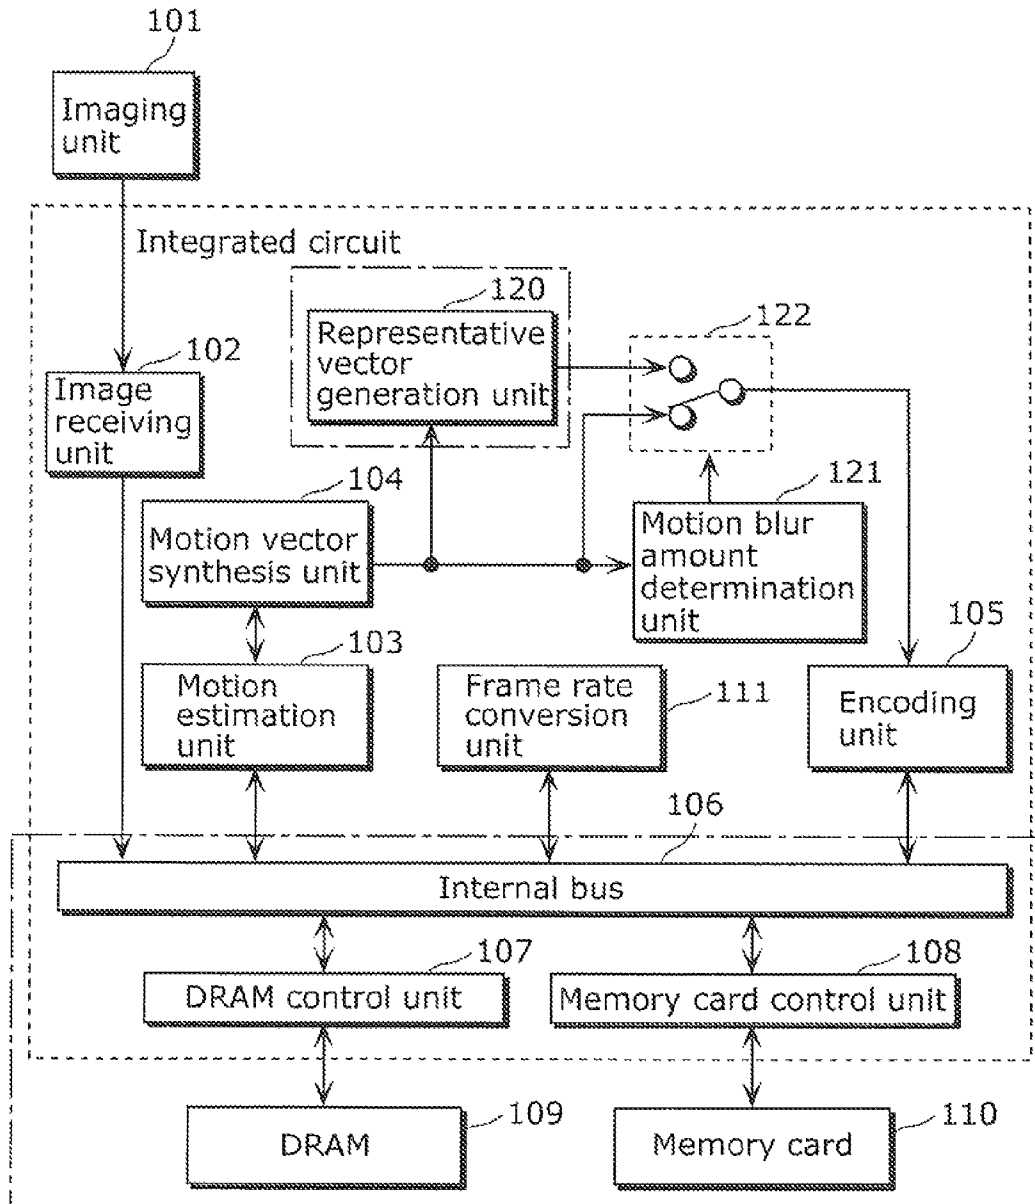 101
Imaging
unit
Integrated circuit
120
Representative
vector
generation unit
122
102
Image
receiving
unit
104
Motion vector
synthesis unit
121
Motion blur
amount
determination
unit
103
Motion
estimation
unit
Frame rate
conversion
unit
111
105
Encoding
unit
106
Internal bus
107
DRAM control unit
108
Memory card control unit
DRAM
109
Memory card
110